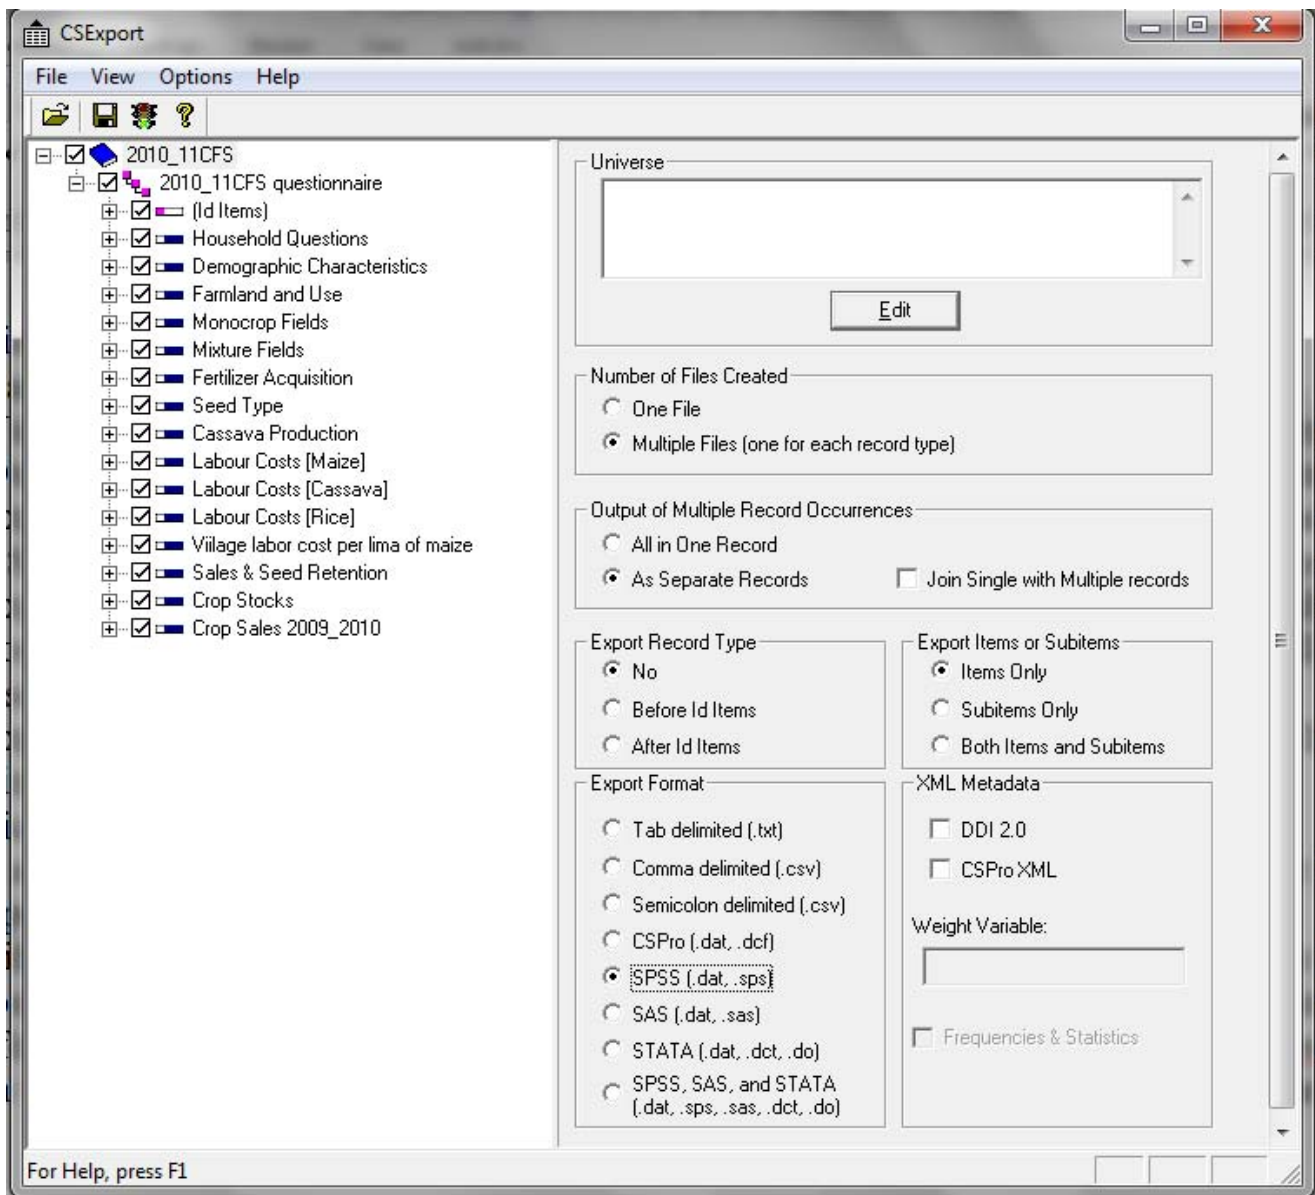 CSExport
File View Options Help
2010_11CFS
2010_11CFS questionnaire
(Id Items)
Household Questions
Demographic Characteristics
Farmland and Use
Monocrop Fields
Mixture Fields
Fertilizer Acquisition
Seed Type
Cassava Production
Labour Costs [Maize]
Labour Costs [Cassava]
Labour Costs [Rice]
Viilage labor cost per lima of maize
Sales & Seed Retention
Crop Stocks
Crop Sales 2009_2010
Universe
Edit
Number of Files Created
One File
Multiple Files (one for each record type)
Output of Multiple Record Occurrences
All in One Record
As Separate Records
Join Single with Multiple records
Export Record Type
No
Before Id Items
After Id Items
Export Items or Subitems
Items Only
Subitems Only
Both Items and Subitems
Export Format
Tab delimited (.txt)
Comma delimited (.csv)
Semicolon delimited (.csv)
CSPro (.dat, .dcf)
SPSS (.dat, .sps)
SAS (.dat, .sas)
STATA (.dat, .dct, .do)
SPSS, SAS, and STATA
(.dat, .sps, .sas, .dct, .do)
XML Metadata
DDI 2.0
CSPro XML
Weight Variable:
Frequencies & Statistics
For Help, press F1